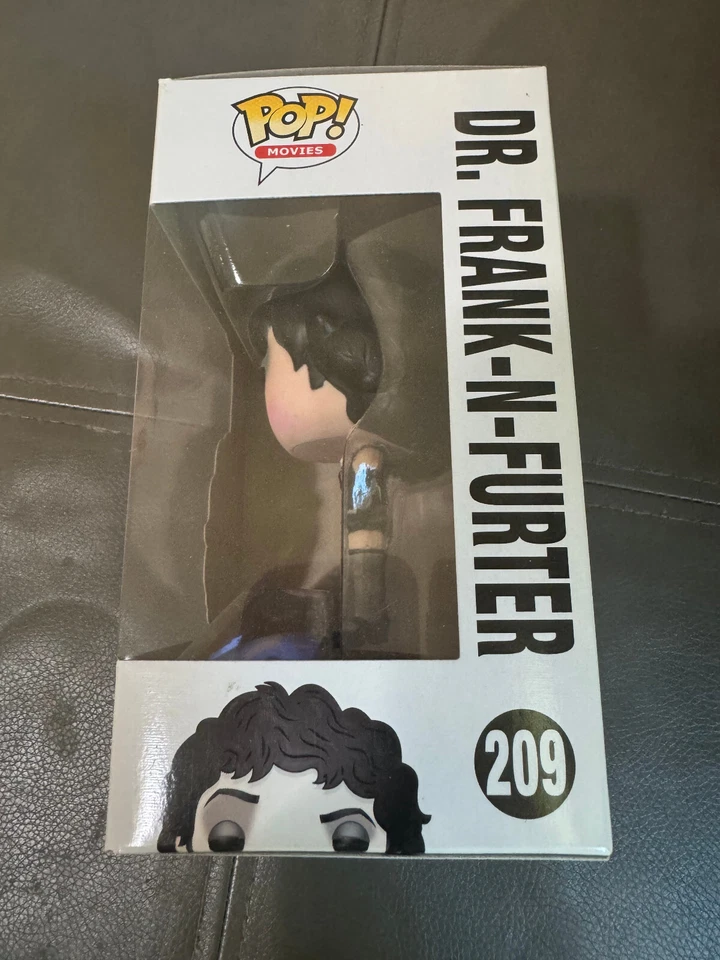 POP!
MOVIES
DR. FRANK-N-FURTER
209